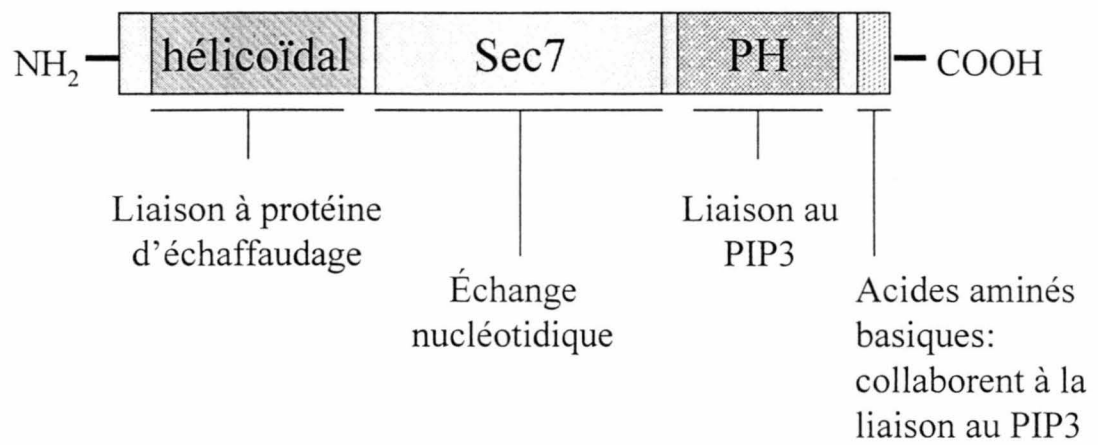 NH₂ hélicoïdal Sec7 PH COOH
Liaison à protéine
d'échaffaudage
Échange
nucléotidique
Liaison au
PIP3
Acides aminés
basiques:
collaborent à la
liaison au PIP3